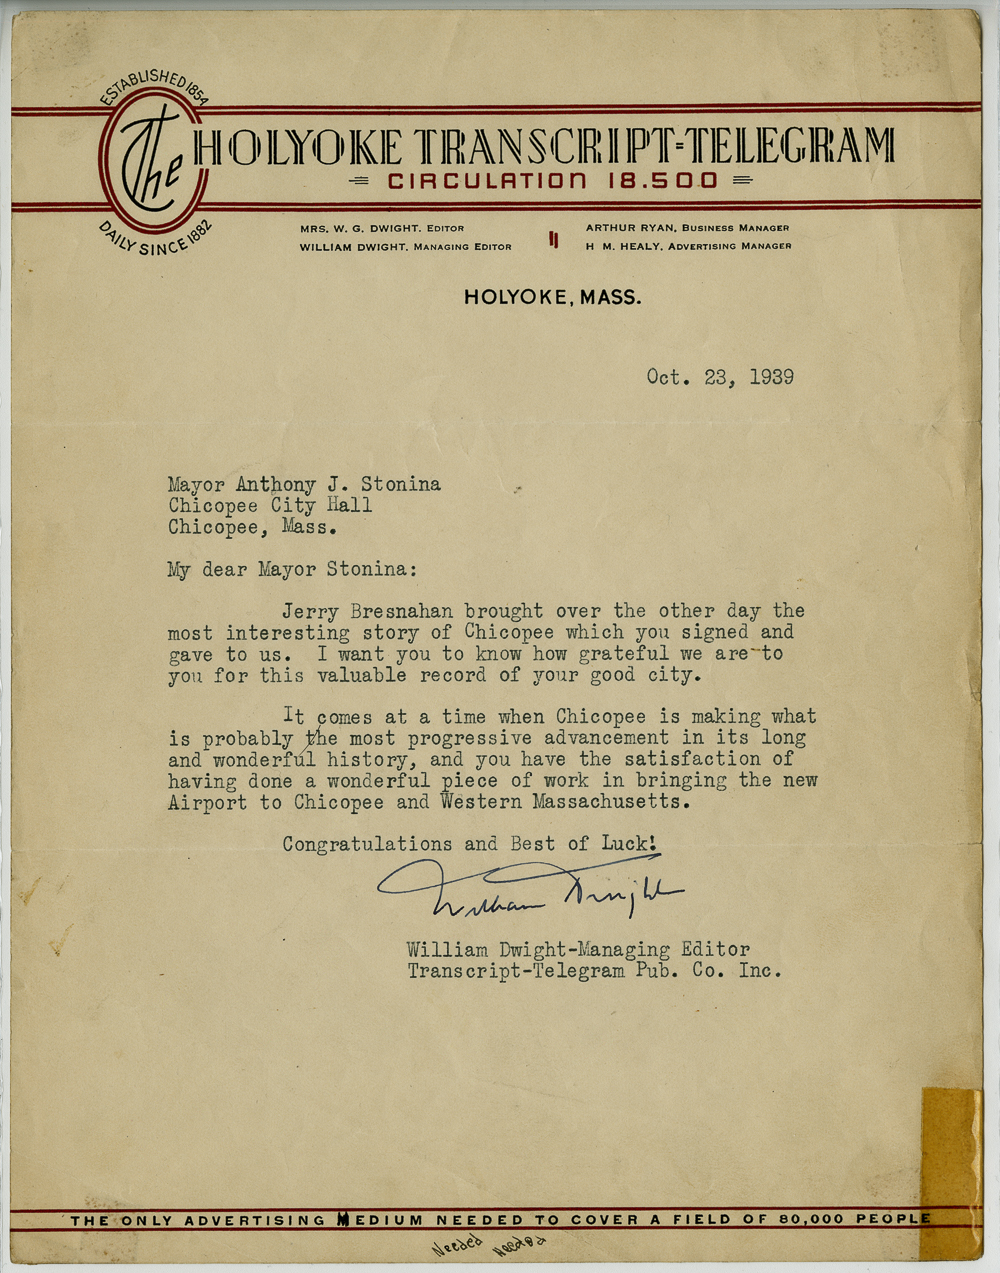 ESTABLISHED 1854
The HOLYOKE TRANSCRIPT=TELEGRAM
CIRCULATION 18.500
DAILY SINCE 1882
MRS. W. G. DWIGHT. EDITOR
WILLIAM DWIGHT. MANAGING EDITOR
ARTHUR RYAN, BUSINESS MANAGER
H M. HEALY, ADVERTISING MANAGER
HOLYOKE, MASS.
Oct. 23, 1939
Mayor Anthony J. Stonina
Chicopee City Hall
Chicopee, Mass.
My dear Mayor Stonina:
Jerry Bresnahan brought over the other day the
most interesting story of Chicopee which you signed and
gave to us. I want you to know how grateful we are to
you for this valuable record of your good city.
It comes at a time when Chicopee is making what
is probably the most progressive advancement in its long
and wonderful history, and you have the satisfaction of
having done a wonderful piece of work in bringing the new
Airport to Chicopee and Western Massachusetts.
Congratulations and Best of Luck!
William Dwight
William Dwight-Managing Editor
Transcript-Telegram Pub. Co. Inc.
THE ONLY ADVERTISING MEDIUM NEEDED TO COVER A FIELD OF 80,000 PEOPLE
Needed Needed